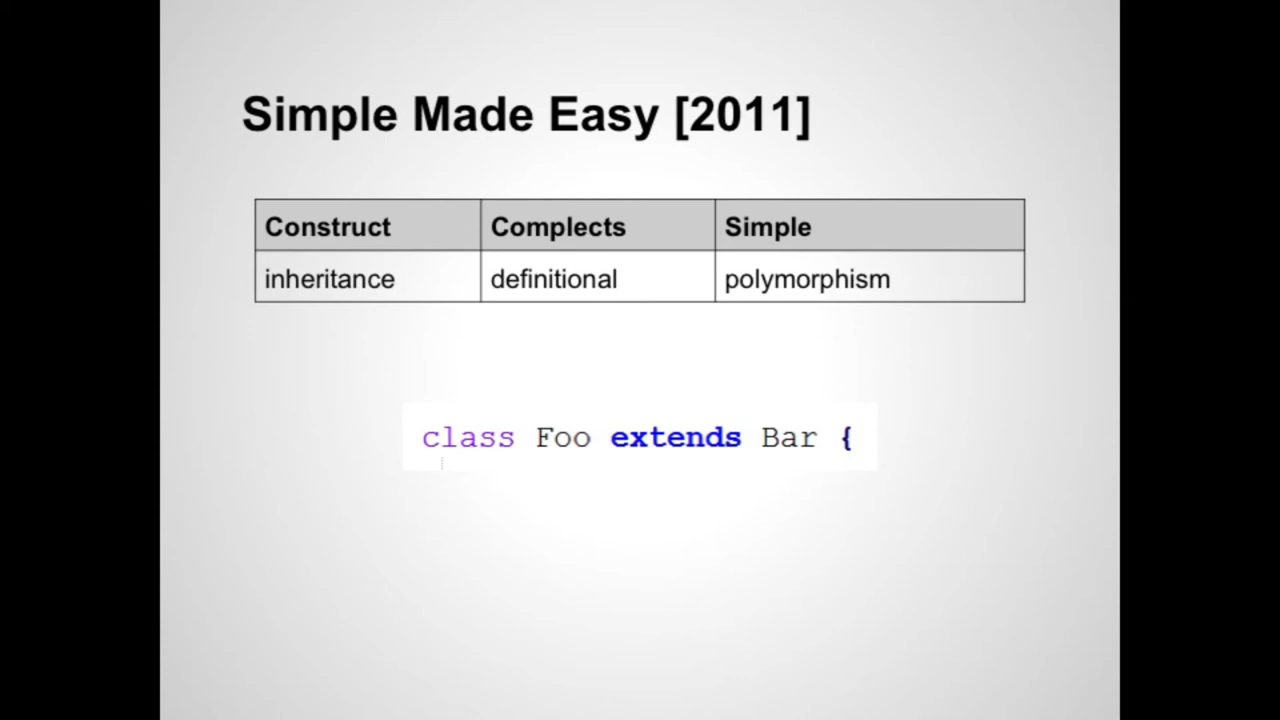 Simple Made Easy [2011]
Construct Complects Simple
inheritance definitional polymorphism
class Foo extends Bar {